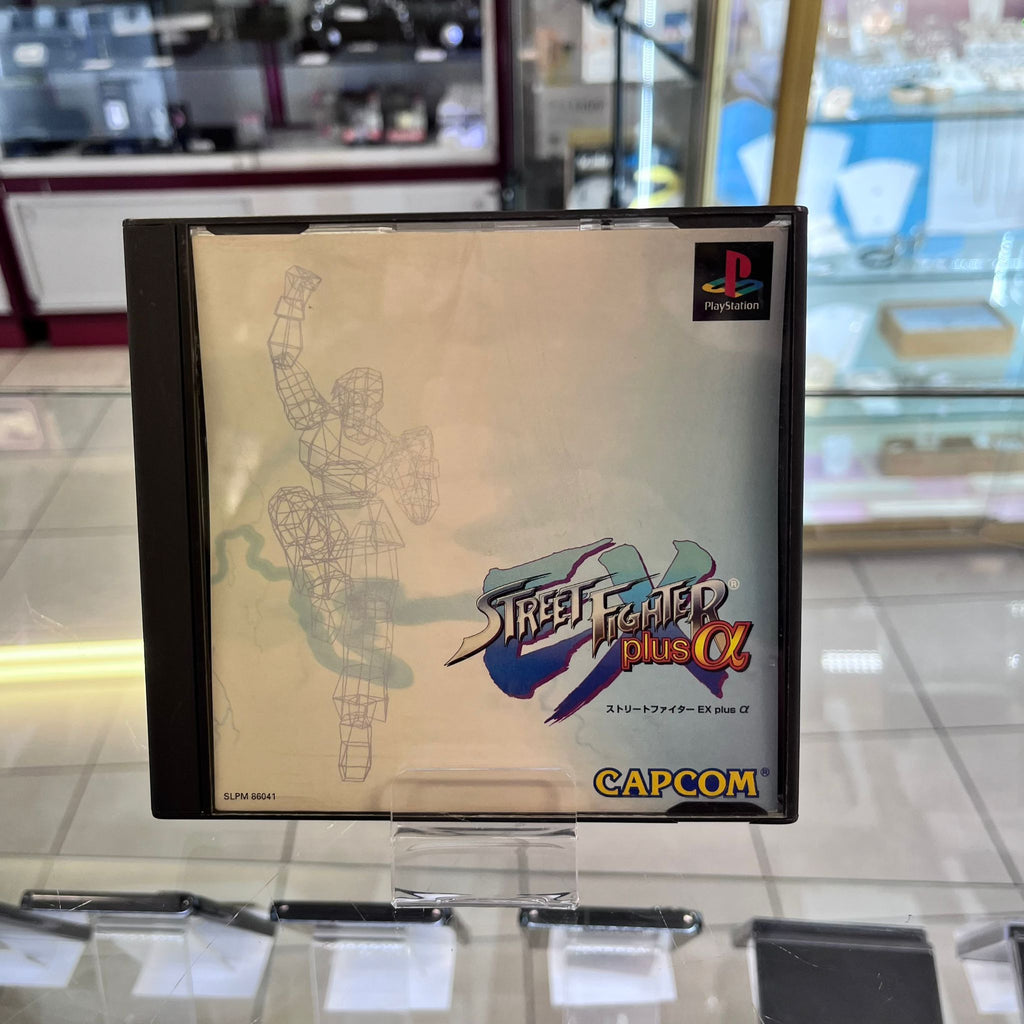 PlayStation
EX
STREET FIGHTER®
plus α
ストリートファイター EX plus α
CAPCOM®
SLPM 86041